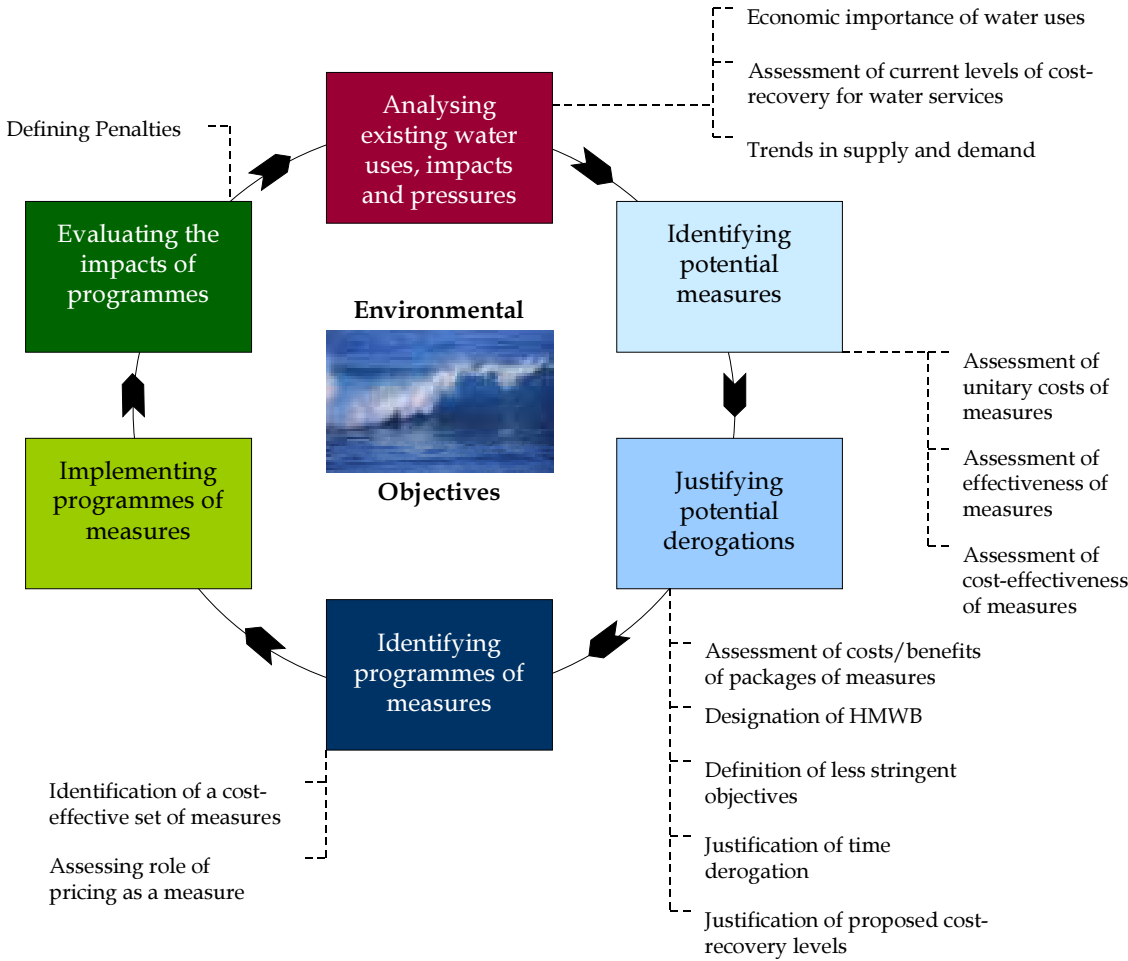 Economic importance of water uses
Assessment of current levels of cost-
recovery for water services
Trends in supply and demand
Defining Penalties
Analysing
existing water
uses, impacts
and pressures
Evaluating the
impacts of
programmes
Identifying
potential
measures
Environmental
Objectives
Assessment of
unitary costs of
measures
Assessment of
effectiveness of
measures
Assessment of
cost-effectiveness
of measures
Implementing
programmes of
measures
Justifying
potential
derogations
Identifying
programmes of
measures
Assessment of costs/benefits
of packages of measures
Designation of HMWB
Definition of less stringent
objectives
Justification of time
derogation
Justification of proposed cost-
recovery levels
Identification of a cost-
effective set of measures
Assessing role of
pricing as a measure